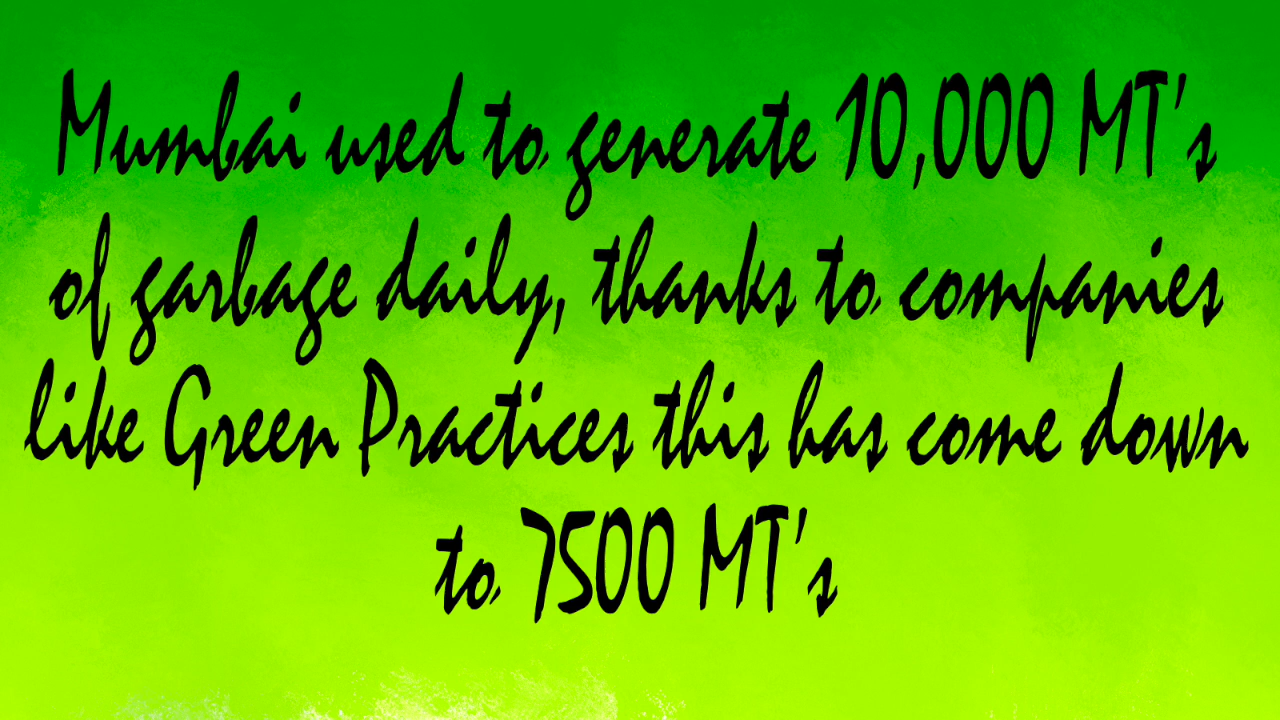 Mumbai used to generate 10,000 MT's
of garbage daily, thanks to companies
like Green Practices this has come down
to 7500 MT's